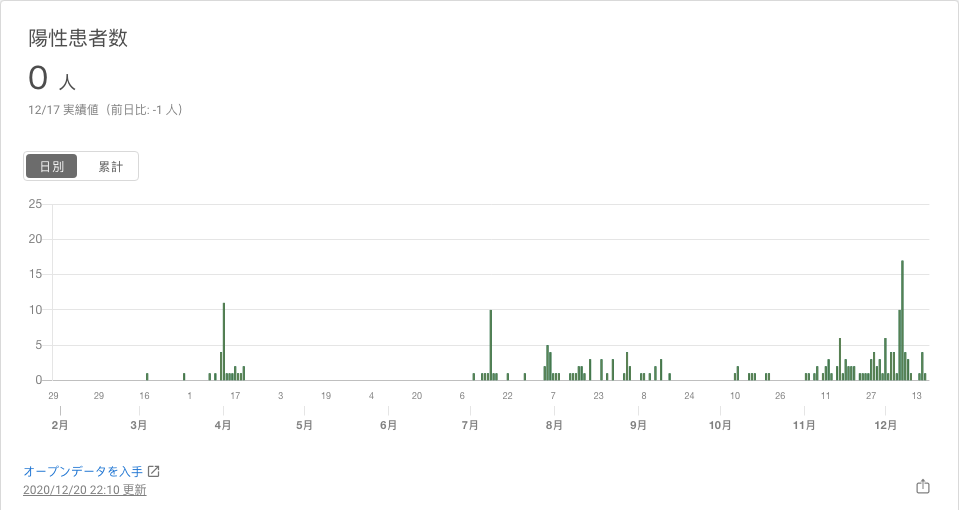 陽性患者数
0 人
12/17 実績値（前日比: -1 人）
日別 累計
25
20
15
10
5
0
29 29 16 1 17 3 19 4 20 6 22 7 23 8 24 10 26 11 27 13
2月 3月 4月 5月 6月 7月 8月 9月 10月 11月 12月
オープンデータを入手
2020/12/20 22:10 更新